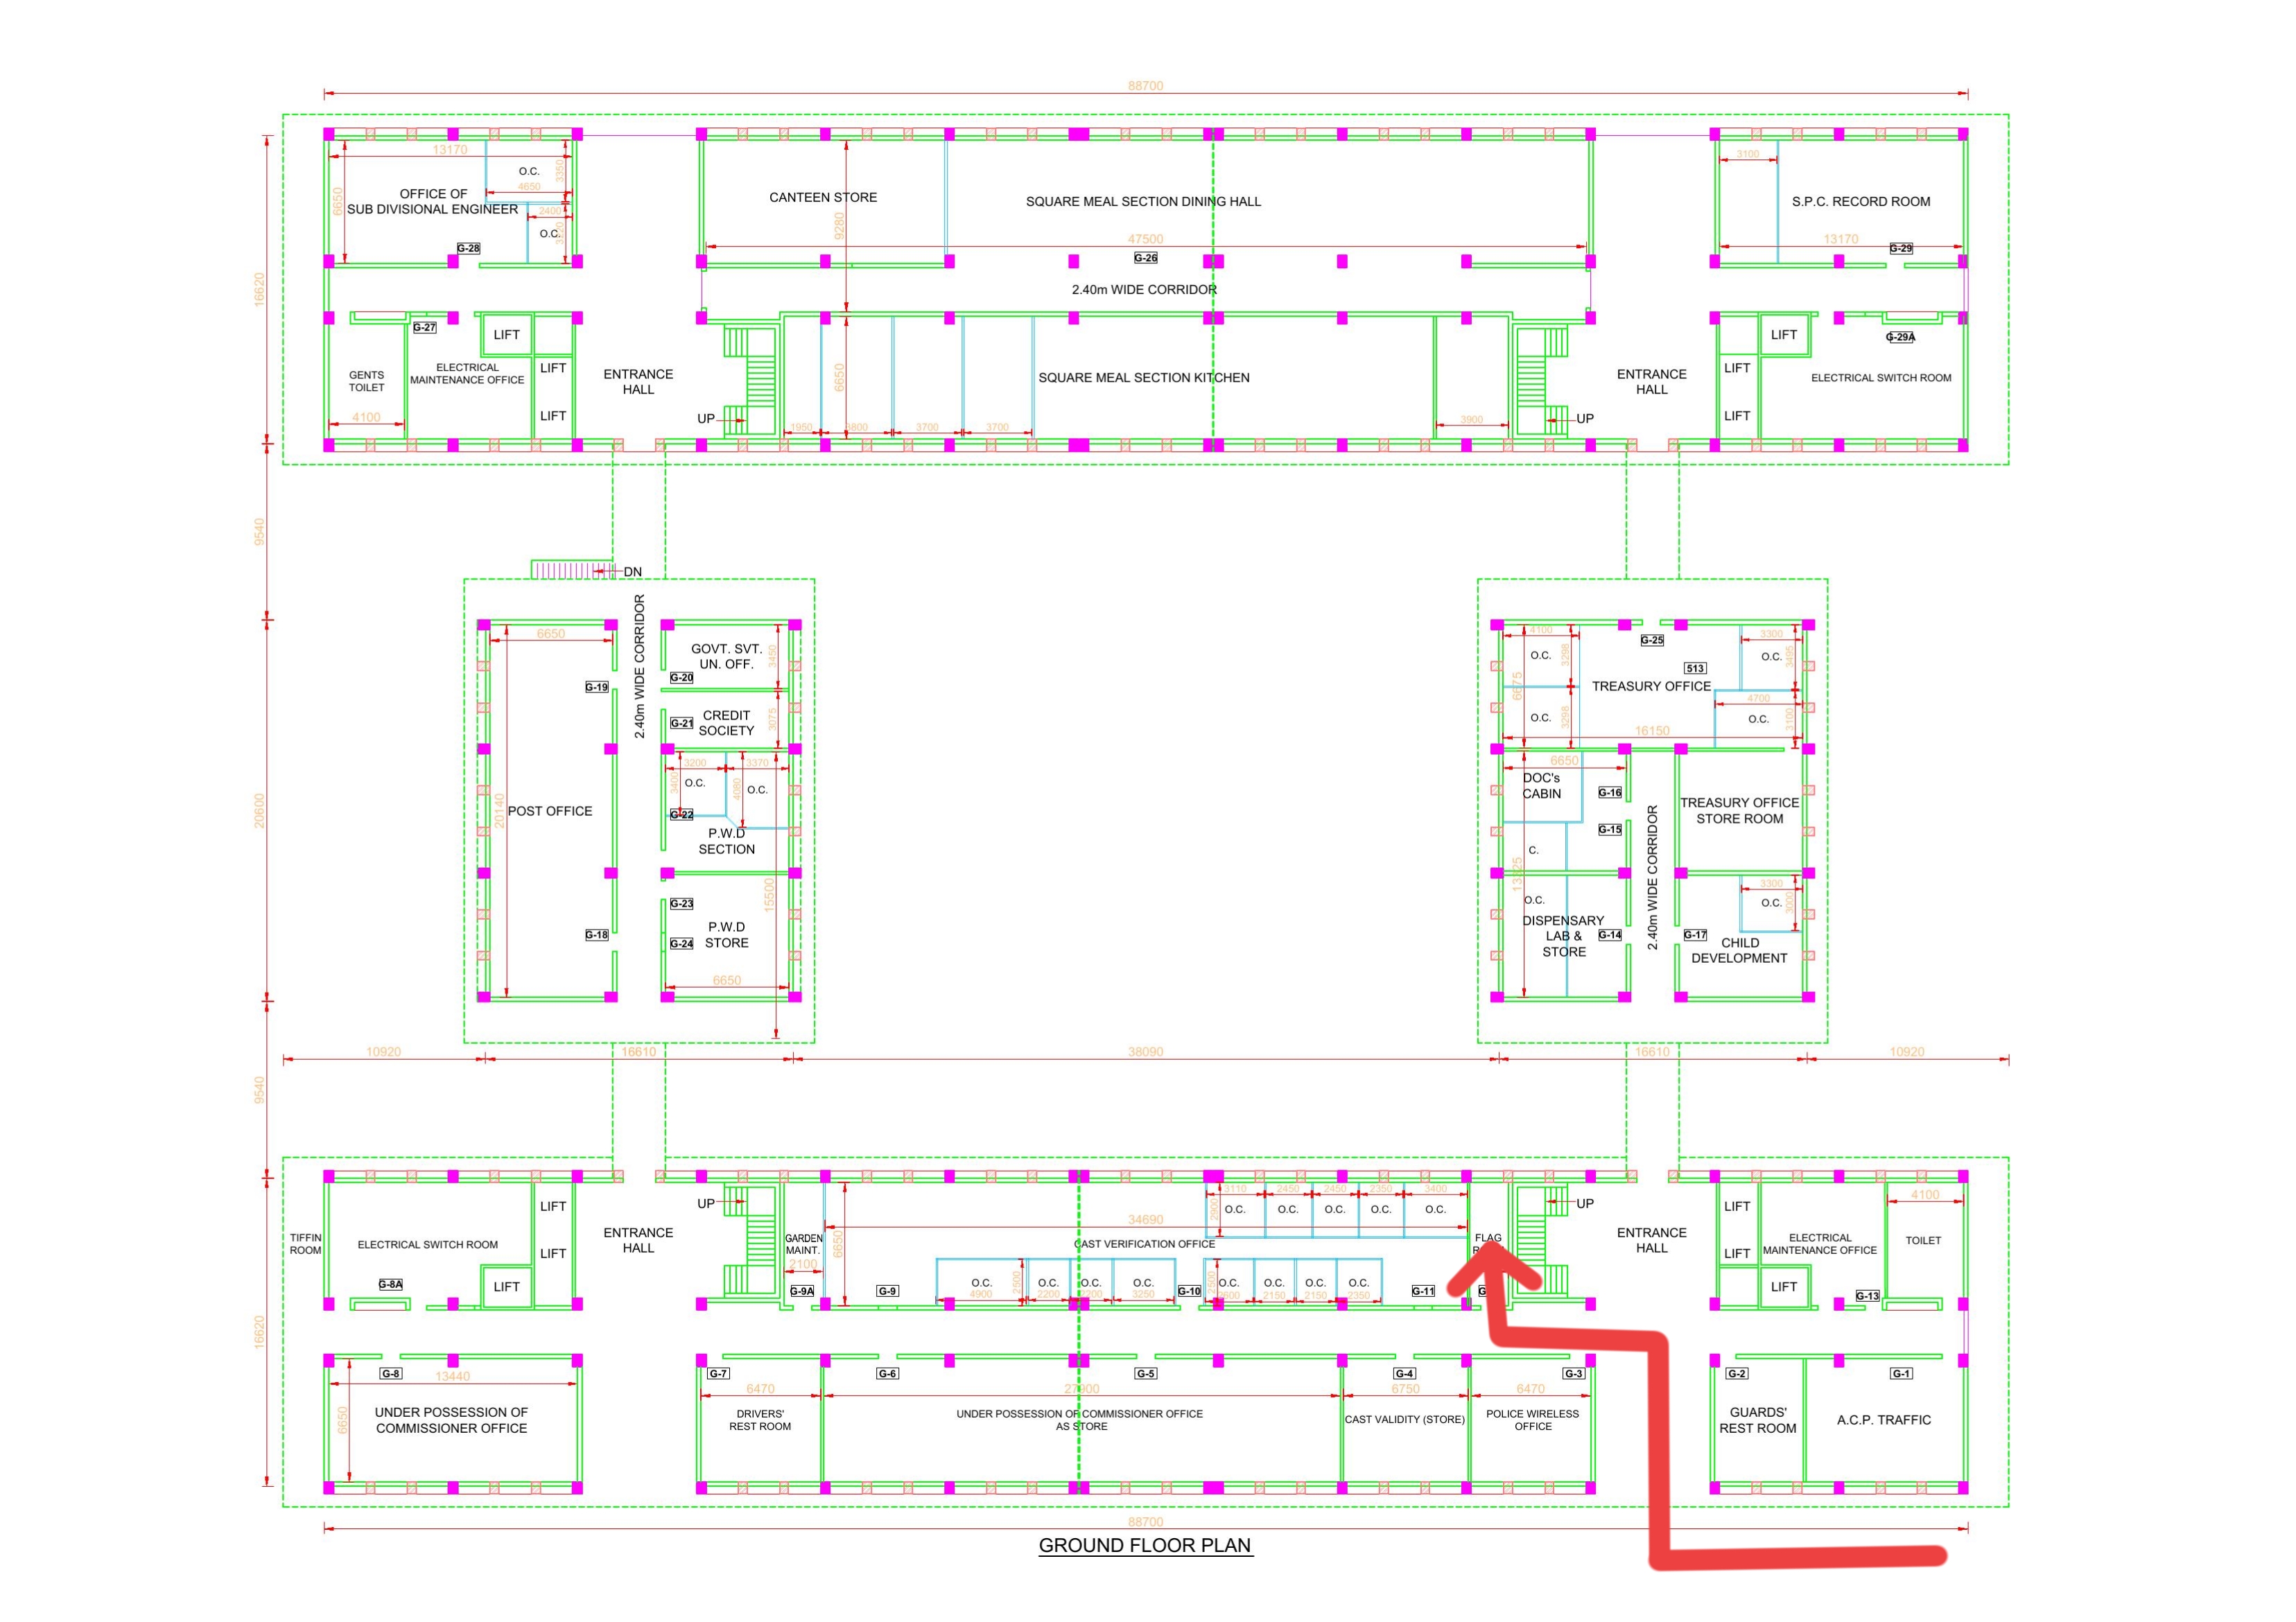 88700
13170
O.C.
3350
4650
OFFICE OF
SUB DIVISIONAL ENGINEER
6650
2400
O.C.
G-28
CANTEEN STORE
9280
SQUARE MEAL SECTION DINING HALL
47500
G-26
3100
S.P.C. RECORD ROOM
13170
G-29
16620
2.40m WIDE CORRIDOR
G-27
LIFT
GENTS
TOILET
ELECTRICAL
MAINTENANCE OFFICE
LIFT
LIFT
4100
ENTRANCE
HALL
UP
6650
SQUARE MEAL SECTION KITCHEN
1950
3800
3700
3700
3900
UP
ENTRANCE
HALL
LIFT
LIFT
LIFT
G-29A
ELECTRICAL SWITCH ROOM
9540
DN
2.40m WIDE CORRIDOR
6650
GOVT. SVT.
UN. OFF.
3450
G-19
G-20
G-21
CREDIT
SOCIETY
3075
3200
3370
3400
O.C.
4080
O.C.
20600
20140
POST OFFICE
G-22
P.W.D
SECTION
15500
G-23
P.W.D
STORE
G-18
G-24
6650
4100
G-25
3300
O.C.
3298
513
O.C.
3495
6675
TREASURY OFFICE
4700
O.C.
3298
O.C.
3100
16150
6650
DOC's
CABIN
G-16
TREASURY OFFICE
STORE ROOM
G-15
C.
2.40m WIDE CORRIDOR
3300
O.C.
3000
O.C.
DISPENSARY
LAB &
STORE
G-14
G-17
CHILD
DEVELOPMENT
10920
16610
38090
16610
10920
9540
TIFFIN
ROOM
ELECTRICAL SWITCH ROOM
LIFT
LIFT
LIFT
G-8A
ENTRANCE
HALL
UP
GARDEN
MAINT.
2100
G-9A
6650
34690
CAST VERIFICATION OFFICE
3110
2450
2450
2350
3400
2900
O.C.
O.C.
O.C.
O.C.
O.C.
FLAG
G-9
O.C.
O.C.
O.C.
O.C.
4900
2500
2200
2200
3250
G-10
2500
O.C.
O.C.
O.C.
O.C.
2150
2150
2350
G-11
UP
ENTRANCE
HALL
LIFT
LIFT
LIFT
ELECTRICAL
MAINTENANCE OFFICE
G-13
4100
TOILET
16620
G-8
13440
6650
UNDER POSSESSION OF
COMMISSIONER OFFICE
G-7
6470
DRIVERS'
REST ROOM
G-6
G-5
27900
UNDER POSSESSION OF COMMISSIONER OFFICE
AS STORE
G-4
6750
CAST VALIDITY (STORE)
G-3
6470
POLICE WIRELESS
OFFICE
G-2
GUARDS'
REST ROOM
G-1
A.C.P. TRAFFIC
88700
GROUND FLOOR PLAN